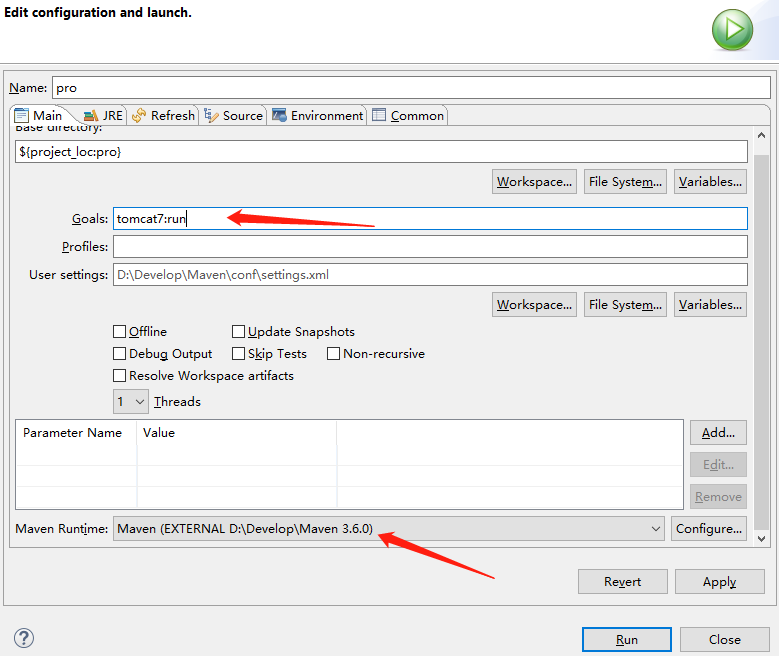 Edit configuration and launch.
Name: pro
Main JRE Refresh Source Environment Common
Base directory:
${project_loc:pro}
Workspace... File System... Variables...
Goals: tomcat7:run
Profiles:
User settings: D:\Develop\Maven\conf\settings.xml
Workspace... File System... Variables...
Offline Update Snapshots
Debug Output Skip Tests Non-recursive
Resolve Workspace artifacts
1 Threads
Parameter Name Value Add...
Edit...
Remove
Maven Runtime: Maven (EXTERNAL D:\Develop\Maven 3.6.0) Configure...
Revert Apply
? Run Close